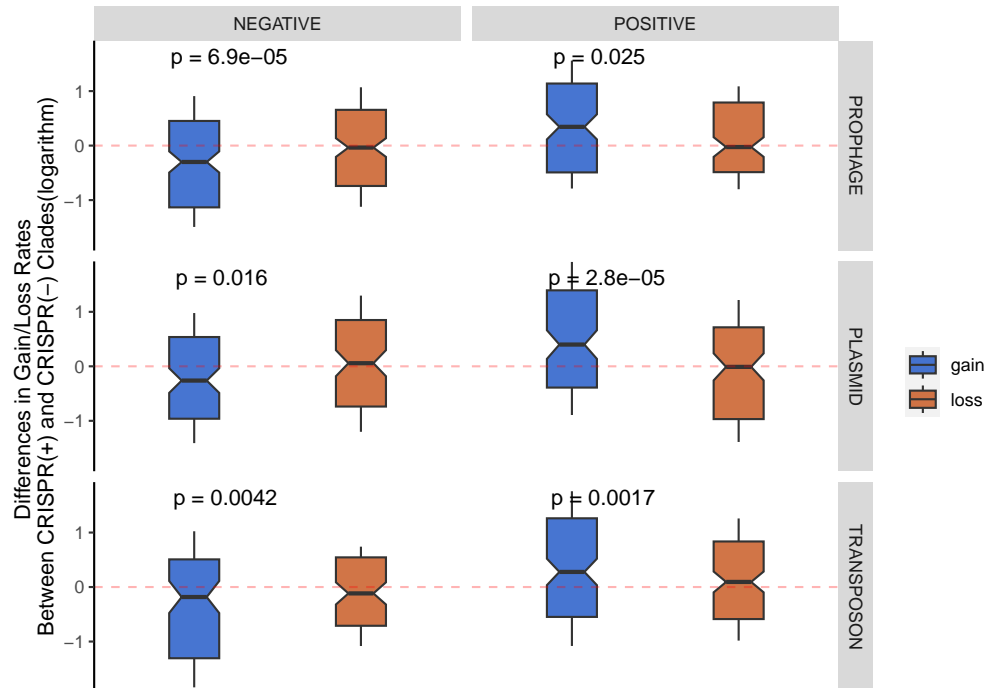 NEGATIVE
POSITIVE
Differences in Gain/Loss Rates
Between CRISPR(+) and CRISPR(−) Clades(logarithm)
p = 6.9e−05
p = 0.025
1
0
−1
PROPHAGE
p = 0.016
p = 2.8e−05
1
0
−1
PLASMID
gain
loss
p = 0.0042
p = 0.0017
1
0
−1
TRANSPOSON